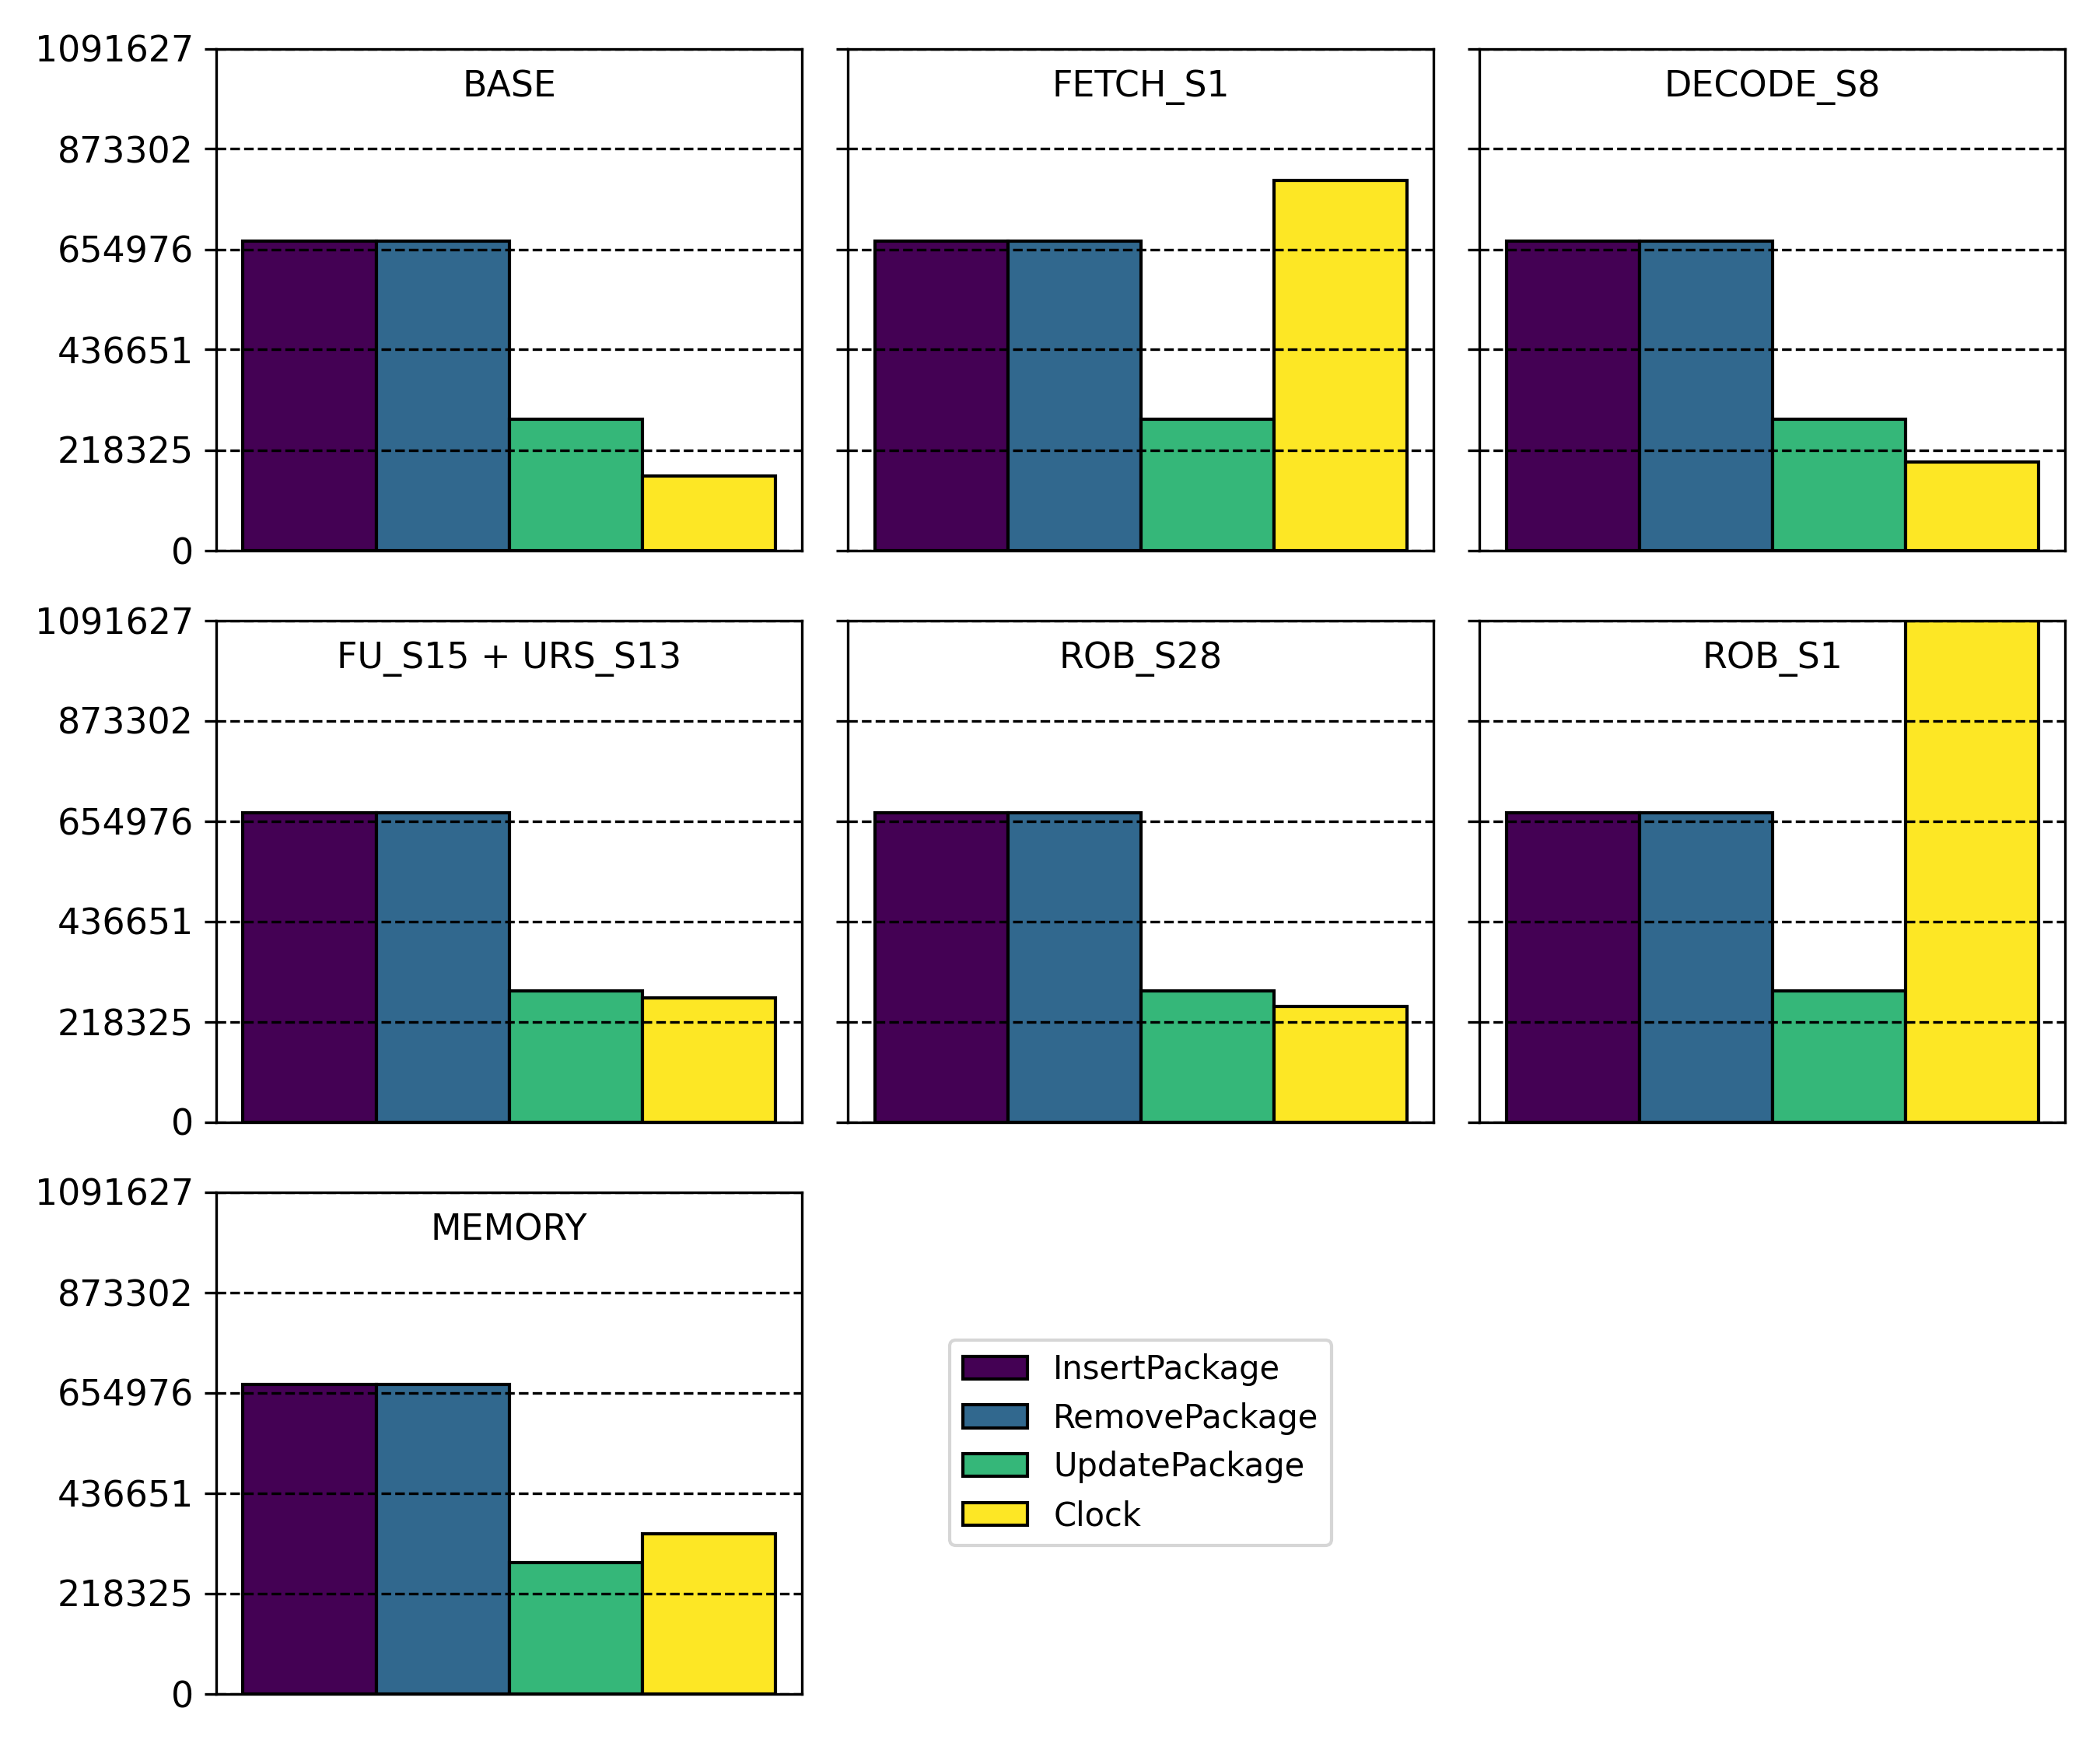 1091627
873302
654976
436651
218325
0
BASE
FETCH_S1
DECODE_S8
1091627
873302
654976
436651
218325
0
FU_S15 + URS_S13
ROB_S28
ROB_S1
1091627
873302
654976
436651
218325
0
MEMORY
InsertPackage
RemovePackage
UpdatePackage
Clock